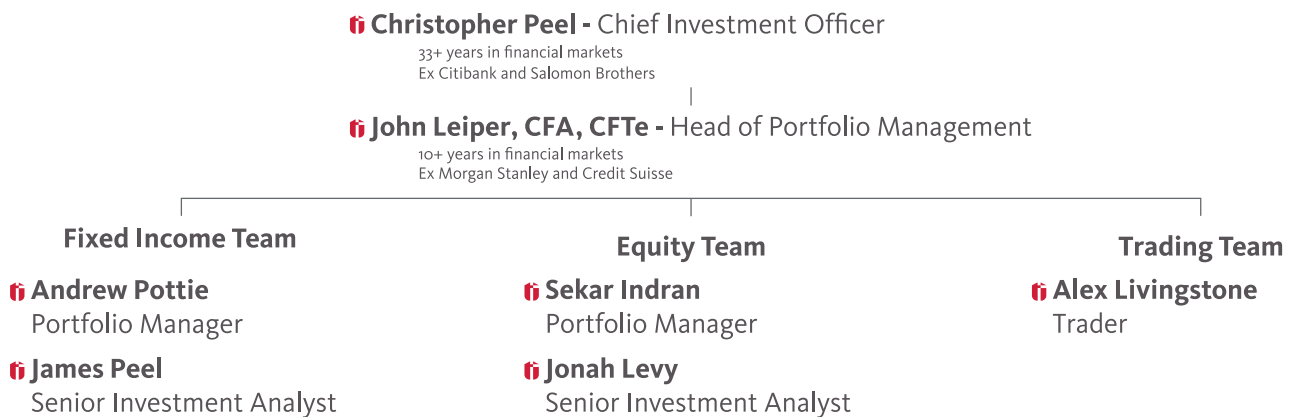 Christopher Peel - Chief Investment Officer
33+ years in financial markets
Ex Citibank and Salomon Brothers
John Leiper, CFA, CFTe - Head of Portfolio Management
10+ years in financial markets
Ex Morgan Stanley and Credit Suisse
Fixed Income Team
Andrew Pottie
Portfolio Manager
James Peel
Senior Investment Analyst
Equity Team
Sekar Indran
Portfolio Manager
Jonah Levy
Senior Investment Analyst
Trading Team
Alex Livingstone
Trader